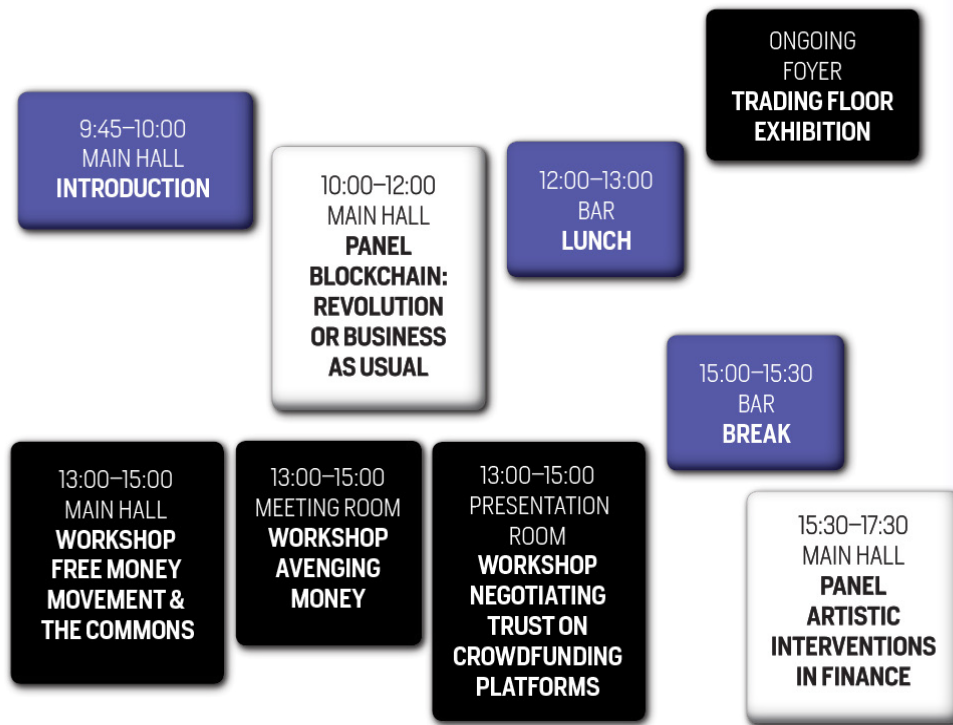 ONGOING
FOYER
TRADING FLOOR
EXHIBITION
9:45–10:00
MAIN HALL
INTRODUCTION
10:00–12:00
MAIN HALL
PANEL
BLOCKCHAIN:
REVOLUTION
OR BUSINESS
AS USUAL
12:00–13:00
BAR
LUNCH
15:00–15:30
BAR
BREAK
13:00–15:00
MAIN HALL
WORKSHOP
FREE MONEY
MOVEMENT &
THE COMMONS
13:00–15:00
MEETING ROOM
WORKSHOP
AVENGING
MONEY
13:00–15:00
PRESENTATION
ROOM
WORKSHOP
NEGOTIATING
TRUST ON
CROWDFUNDING
PLATFORMS
15:30–17:30
MAIN HALL
PANEL
ARTISTIC
INTERVENTIONS
IN FINANCE